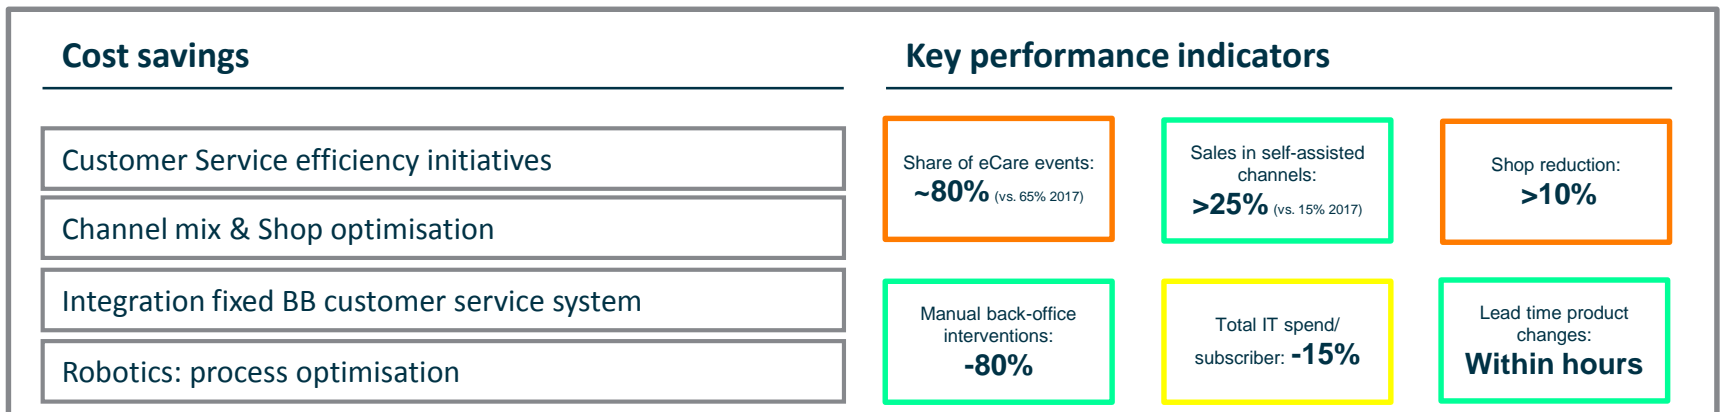 Cost savings
Customer Service efficiency initiatives
Channel mix & Shop optimisation
Integration fixed BB customer service system
Robotics: process optimisation
Key performance indicators
Share of eCare events:
~80% (vs. 65% 2017)
Sales in self-assisted
channels:
>25% (vs. 15% 2017)
Shop reduction:
>10%
Manual back-office
interventions:
-80%
Total IT spend/
subscriber: -15%
Lead time product
changes:
Within hours